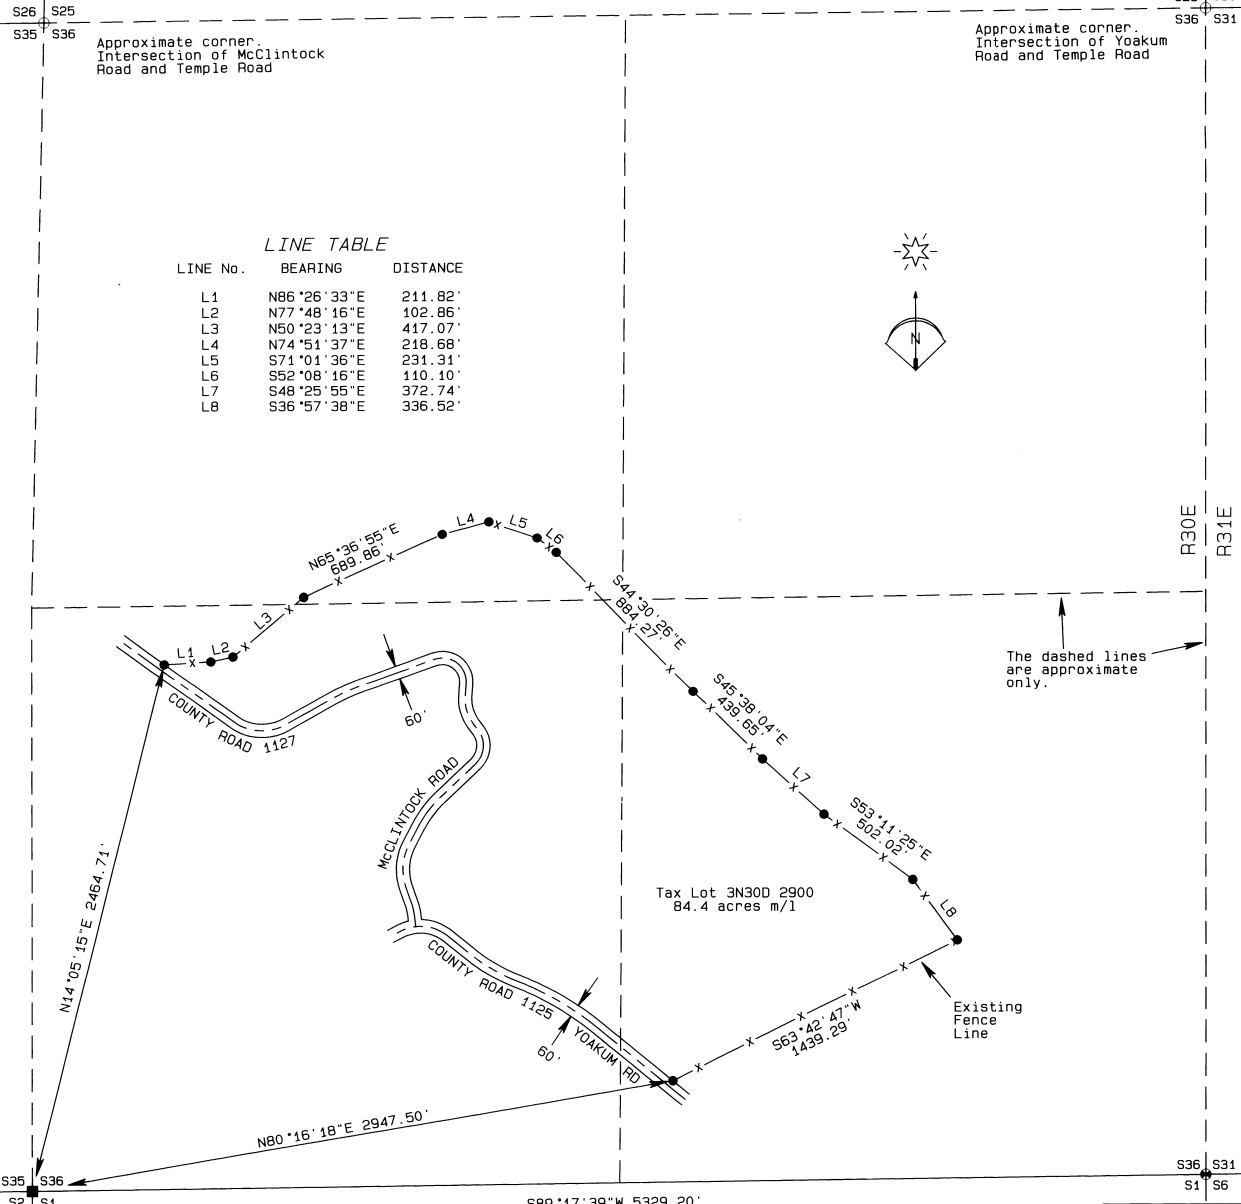 S26 S25
S35 S36
S36 S31
Approximate corner.
Intersection of McClintock
Road and Temple Road
Approximate corner.
Intersection of Yoakum
Road and Temple Road
LINE TABLE
LINE No. BEARING DISTANCE
L1 N86°26'33"E 211.82'
L2 N77°48'16"E 102.86'
L3 N50°23'13"E 417.07'
L4 N74°51'37"E 218.68'
L5 S71°01'36"E 231.31'
L6 S52°08'16"E 110.10'
L7 S48°25'55"E 372.74'
L8 S36°57'38"E 336.52'
N
R30E
R31E
N65°36'55"E
689.86'
L4
L5
L6
L1
L2
L3
S44°30'26"E
884.27'
The dashed lines
are approximate
only.
COUNTY ROAD 1127
60'
S45°38'04"E
439.65'
L7
McCLINTOCK ROAD
S53°11'25"E
502.02'
Tax Lot 3N30D 2900
84.4 acres m/l
L8
N14°05'15"E 2464.71'
COUNTY ROAD 1125 YOAKUM RD
60'
S63°42'47"W
1439.29'
Existing
Fence
Line
N80°16'18"E 2947.50'
S35 S36
S2 S1
S36 S31
S1 S6
S89°17'39"W 5329.20'